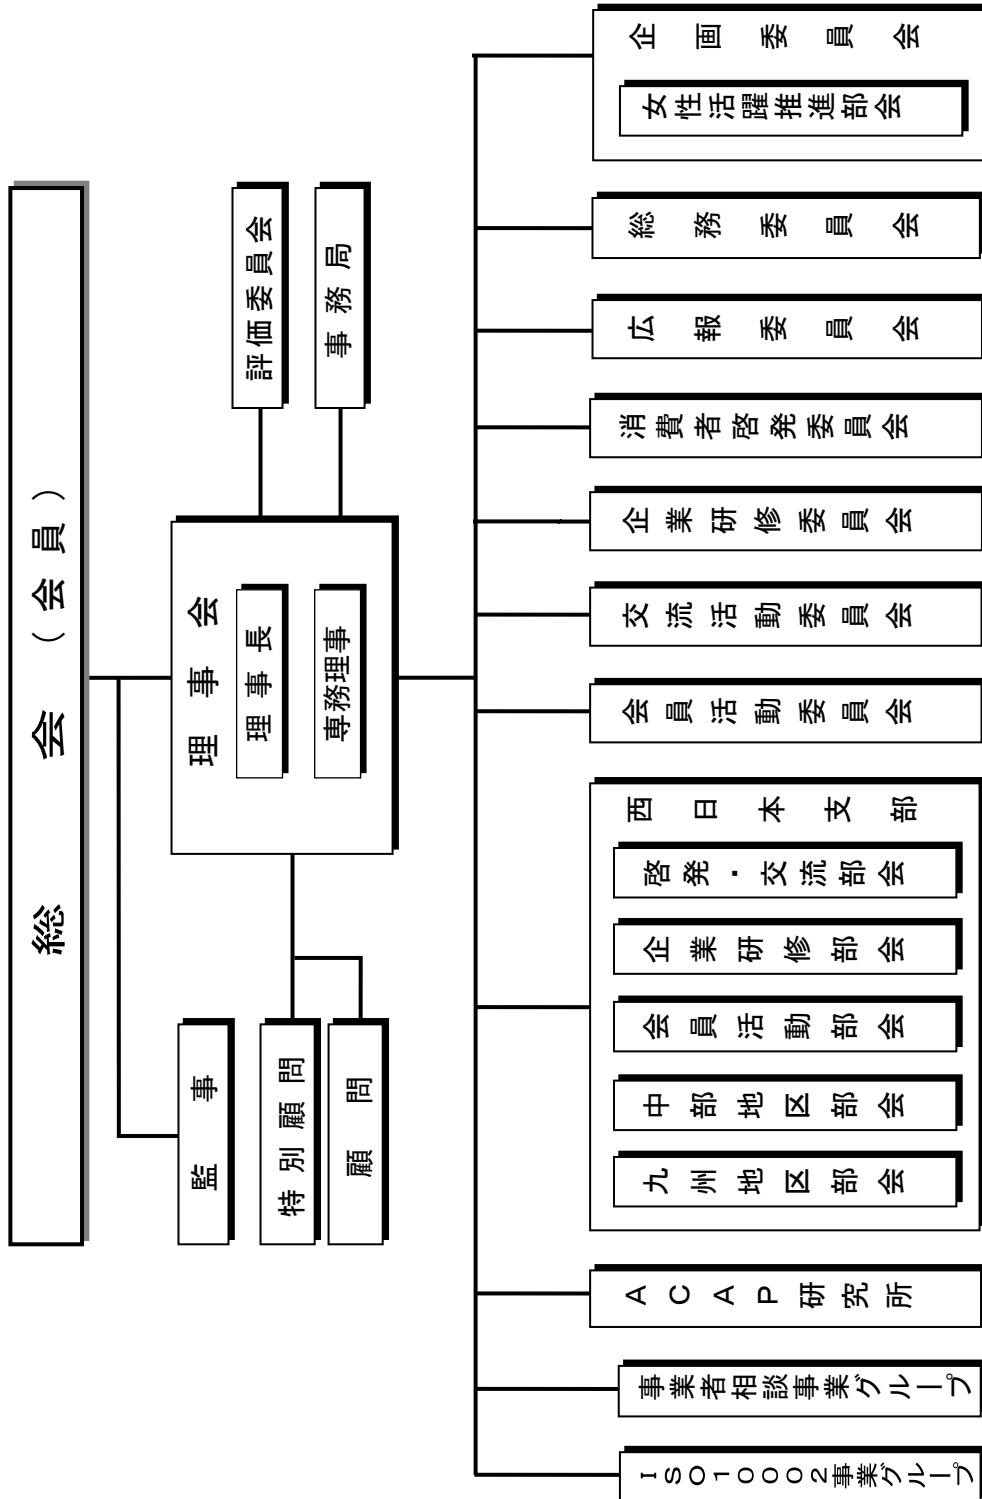 総会（会員）
監事
特別顧問
顧問
理事会
理事長
専務理事
評価委員会
事務局
ISO10002事業グループ
事業者相談事業グループ
ACAP研究所
西日本支部
九州地区部会
中部地区部会
会員活動部会
企業研修部会
啓発・交流部会
会員活動委員会
交流活動委員会
企業研修委員会
消費者啓発委員会
広報委員会
総務委員会
企画委員会
女性活躍推進部会